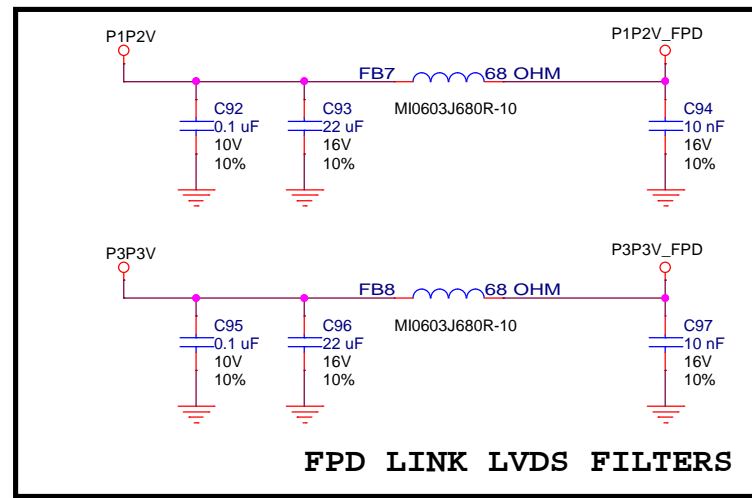 P1P2V
P1P2V_FPD
FB7
68 OHM
MI0603J680R-10
C92
0.1 uF
10V
10%
C93
22 uF
16V
10%
C94
10 nF
16V
10%
P3P3V
P3P3V_FPD
FB8
68 OHM
MI0603J680R-10
C95
0.1 uF
10V
10%
C96
22 uF
16V
10%
C97
10 nF
16V
10%
FPD LINK LVDS FILTERS